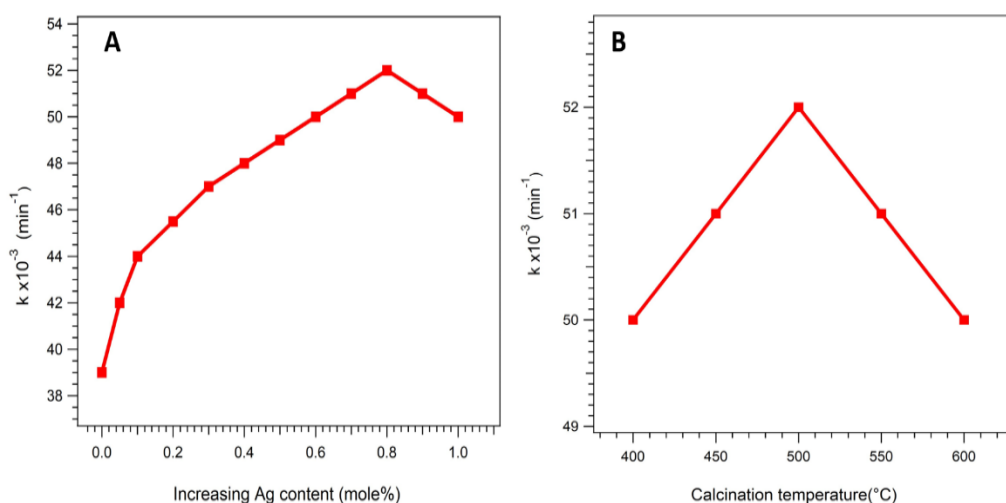 A
54
52
50
48
46
44
42
40
38
k x10⁻³ (min⁻¹)
0.0 0.2 0.4 0.6 0.8 1.0
Increasing Ag content (mole%)
B
52
51
50
49
k x10⁻³ (min⁻¹)
400 450 500 550 600
Calcination temperature(°C)